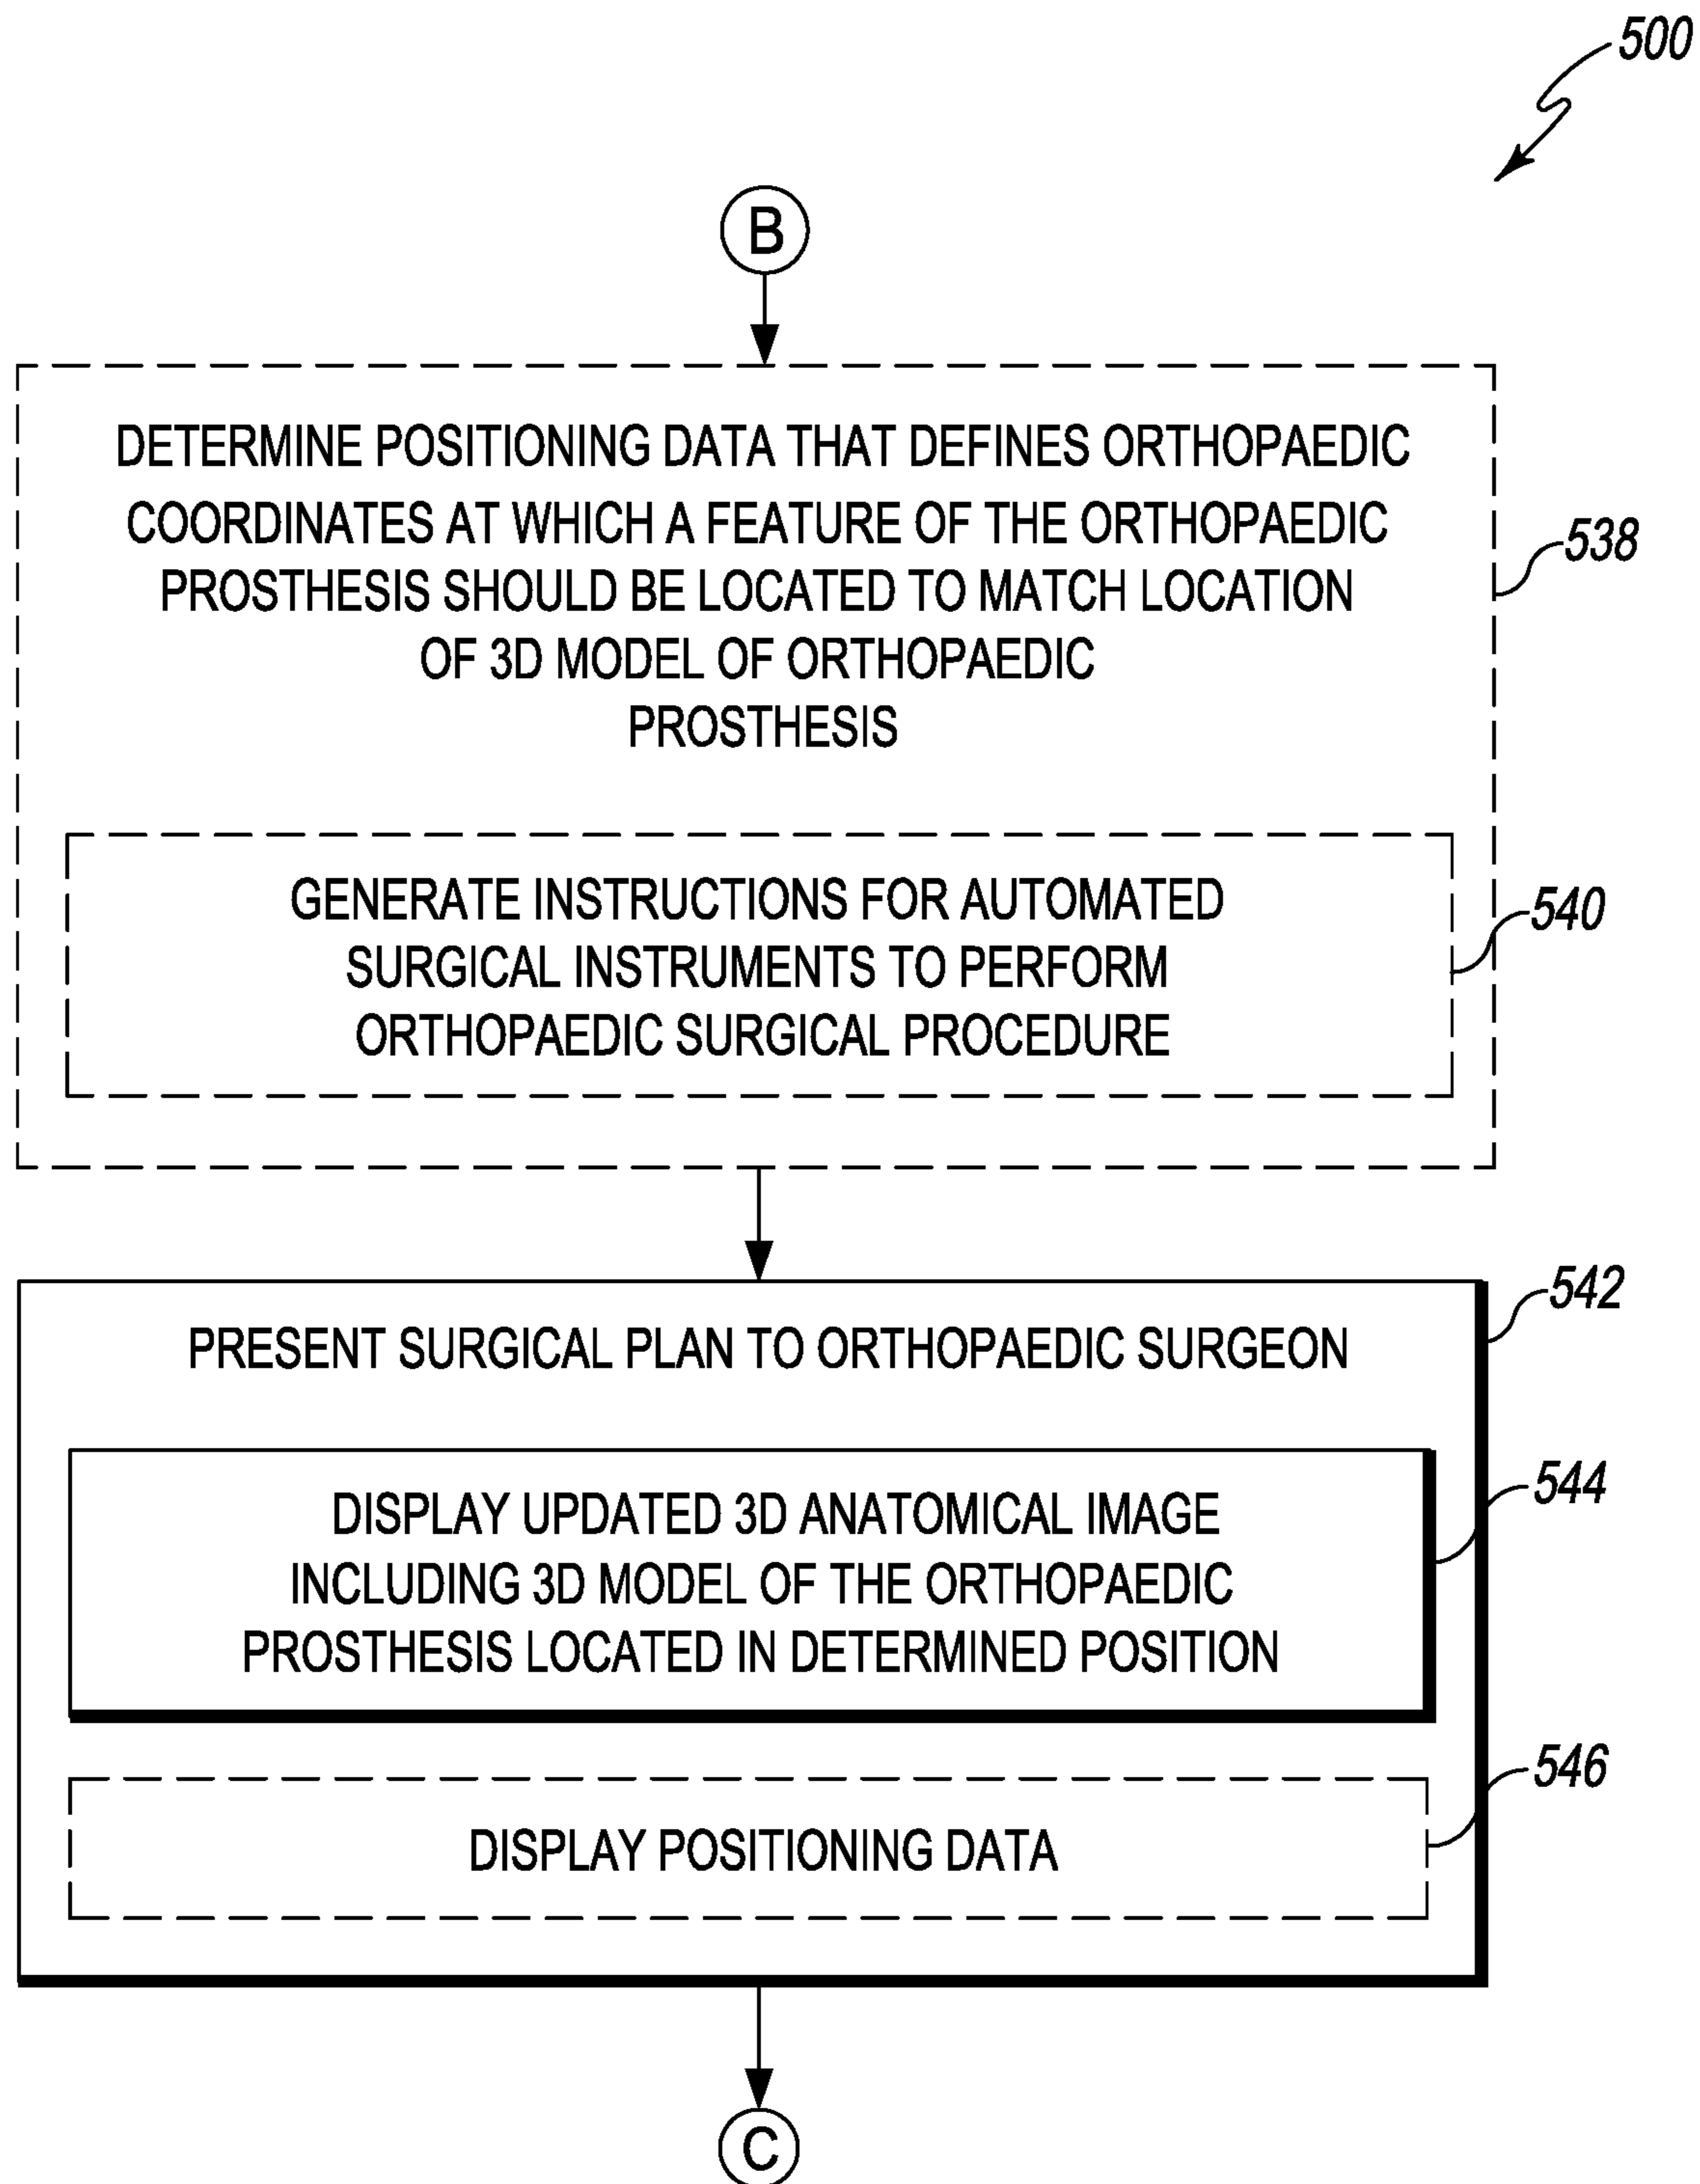 500
B
DETERMINE POSITIONING DATA THAT DEFINES ORTHOPAEDIC
COORDINATES AT WHICH A FEATURE OF THE ORTHOPAEDIC
PROSTHESIS SHOULD BE LOCATED TO MATCH LOCATION
OF 3D MODEL OF ORTHOPAEDIC
PROSTHESIS
538
GENERATE INSTRUCTIONS FOR AUTOMATED
SURGICAL INSTRUMENTS TO PERFORM
ORTHOPAEDIC SURGICAL PROCEDURE
540
PRESENT SURGICAL PLAN TO ORTHOPAEDIC SURGEON
542
DISPLAY UPDATED 3D ANATOMICAL IMAGE
INCLUDING 3D MODEL OF THE ORTHOPAEDIC
PROSTHESIS LOCATED IN DETERMINED POSITION
544
DISPLAY POSITIONING DATA
546
C